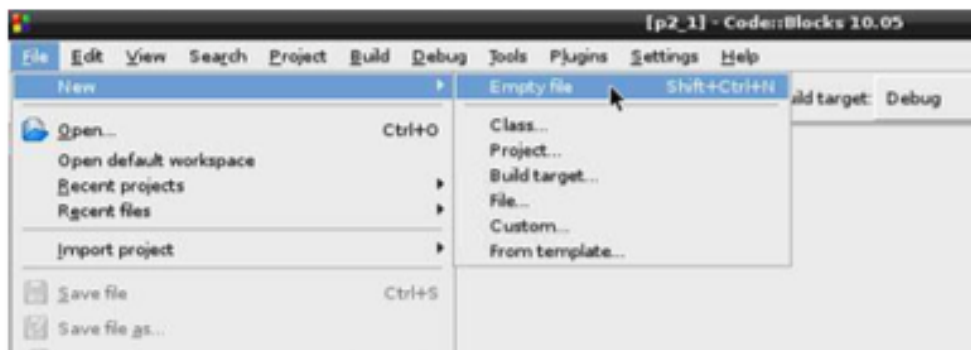 [p2_1] - Code::Blocks 10.05
File Edit View Search Project Build Debug Tools Plugins Settings Help
New
Empty file Shift+Ctrl+N
ild target: Debug
Open... Ctrl+O
Open default workspace
Recent projects
Recent files
Import project
Save file Ctrl+S
Save file as...
Class...
Project...
Build target...
File...
Custom...
From template...